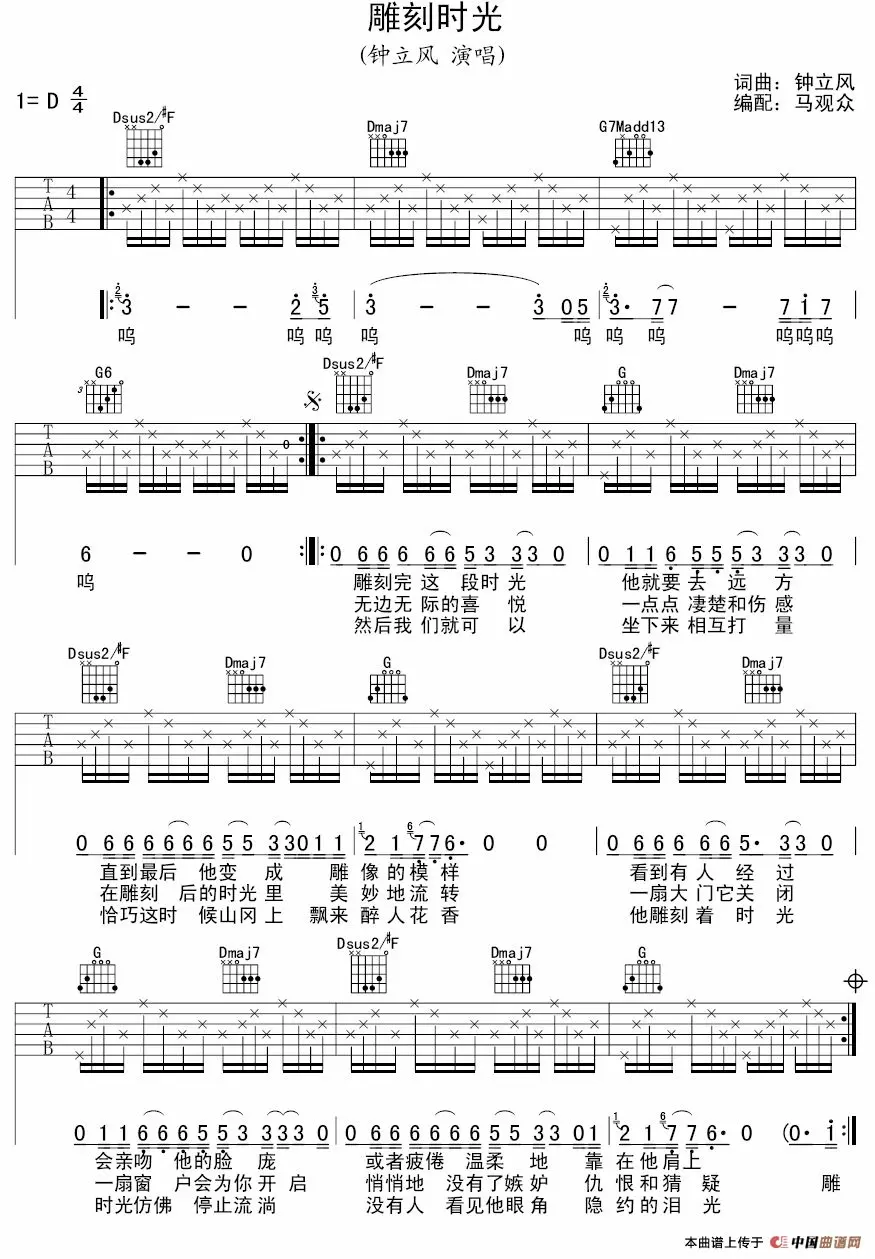 雕刻时光
(钟立风 演唱)
词曲：钟立风
编配：马观众
1= D 4/4
Dsus2/♯F Dmaj7 G7Madd13
T A B 4 4
3 - - 2 5 3 - - 3 0 5 3· 7 7 - - 7 1 7
呜 呜 呜 呜 呜 呜 呜 呜呜呜
G6 Dsus2/♯F Dmaj7 G Dmaj7
T A B
6 - - 0 0 6 6 6 6 6 5 3 3 3 0 0 1 1 6 5 5 3 3 3 0
呜 雕刻完 这 段时 光 他就要 去 远 方
无边无 际的 喜 悦 一点点 凄楚和伤 感
然后我 们就可 以 坐下来 相互打 量
Dsus2/♯F Dmaj7 G Dsus2/♯F Dmaj7
T A B
0 6 6 6 6 6 6 5 5 3 3 0 1 1 2 1 7 7 6· 0 0 0 6 6 6 6 6 5· 3 3 0
直到最后 他变 成 雕 像的模样 看到有 人 经 过
在雕刻 后的时光 里 美 妙地流转 一扇大 门它 关 闭
恰巧这时 候山冈 上 飘来 醉人花香 他雕刻 着 时 光
G Dmaj7 Dsus2/♯F Dmaj7 G
T A B
0 1 1 6 6 6 5 5 3 3 3 3 0 0 6 6 6 6 6 6 5 5 3 3 0 1 2 1 7 7 6· 0 (0· 1
会亲吻 他的脸 庞 或者疲倦 温柔 地 靠 在他肩上
一扇窗 户会为你 开启 悄悄地 没有了嫉妒 仇 恨和猜疑 雕
时光仿佛 停止流 淌 没有人 看见他眼角 隐 约的泪光
本曲谱上传于 中国曲谱网